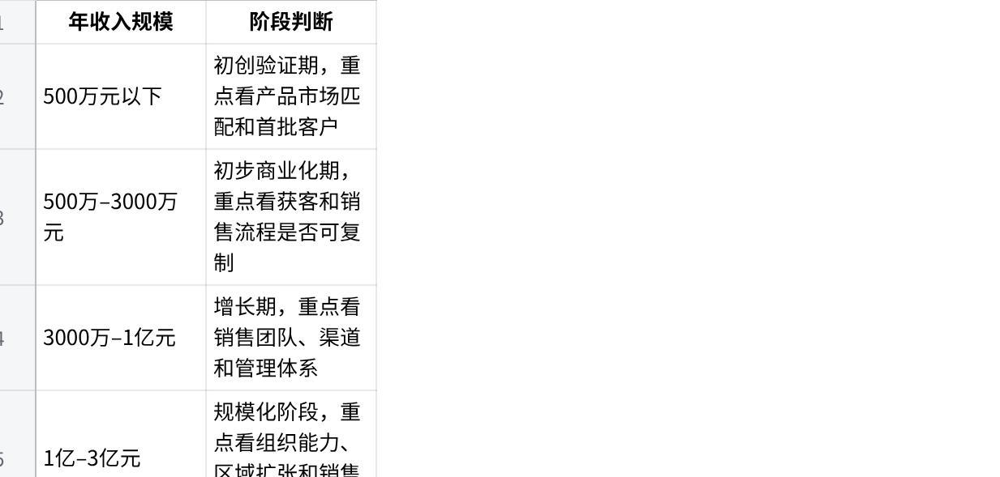 年收入规模
阶段判断
500万元以下
初创验证期，重
点看产品市场匹
配和首批客户
500万–3000万
元
初步商业化期，
重点看获客和销
售流程是否可复
制
3000万–1亿元
增长期，重点看
销售团队、渠道
和管理体系
1亿–3亿元
规模化阶段，重
点看组织能力、
区域扩张和销售